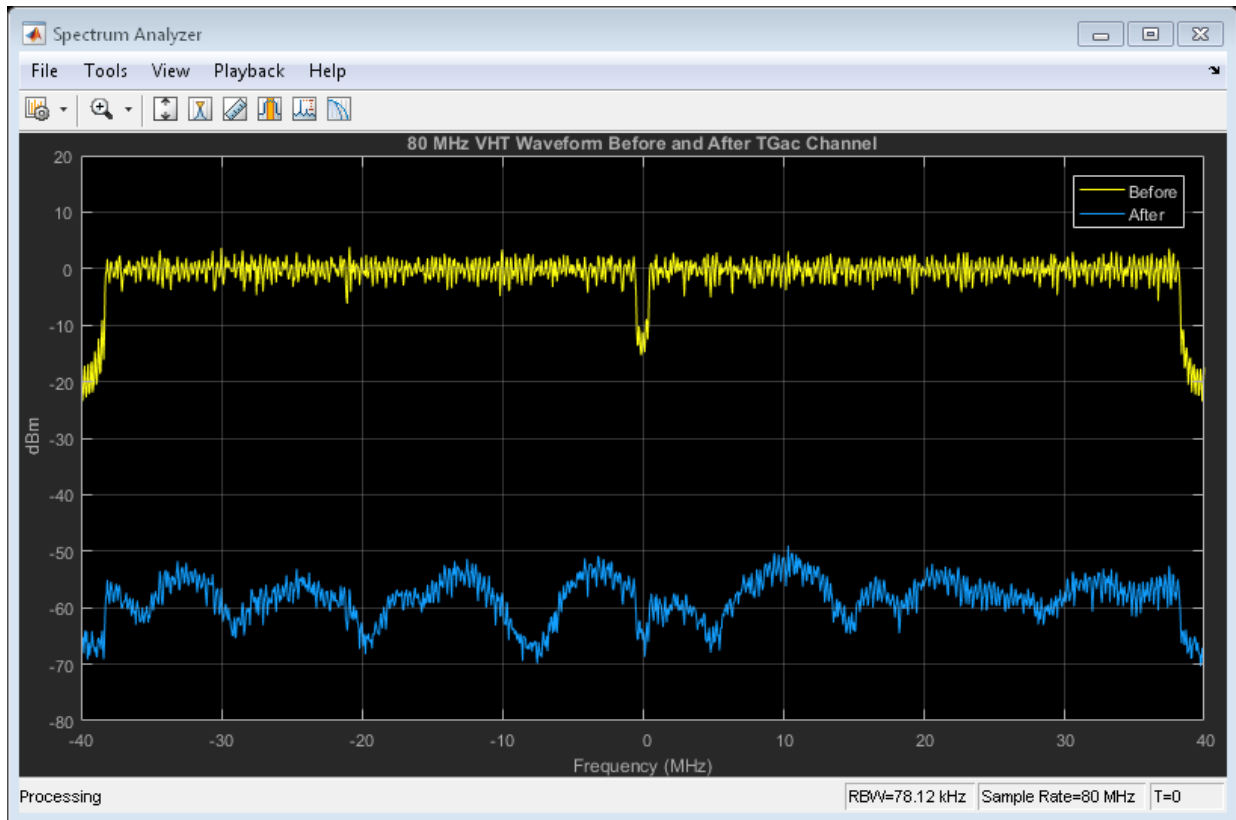 Spectrum Analyzer
File Tools View Playback Help
80 MHz VHT Waveform Before and After TGac Channel
Before
After
20
10
0
-10
-20
-30
-40
-50
-60
-70
-80
dBm
-40 -30 -20 -10 0 10 20 30 40
Frequency (MHz)
Processing RBW=78.12 kHz Sample Rate=80 MHz T=0